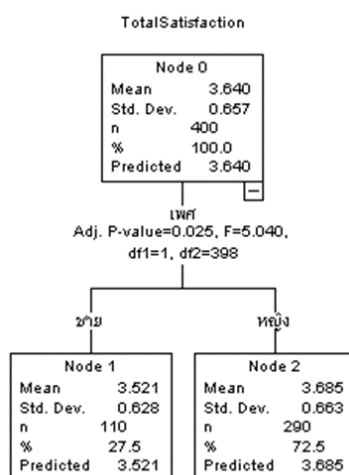 TotalSatisfaction
Node 0
Mean 3.640
Std. Dev. 0.657
n 400
% 100.0
Predicted 3.640
เพศ
Adj. P-value=0.025, F=5.040,
df1=1, df2=398
ชาย
หญิง
Node 1
Mean 3.521
Std. Dev. 0.628
n 110
% 27.5
Predicted 3.521
Node 2
Mean 3.685
Std. Dev. 0.663
n 290
% 72.5
Predicted 3.685